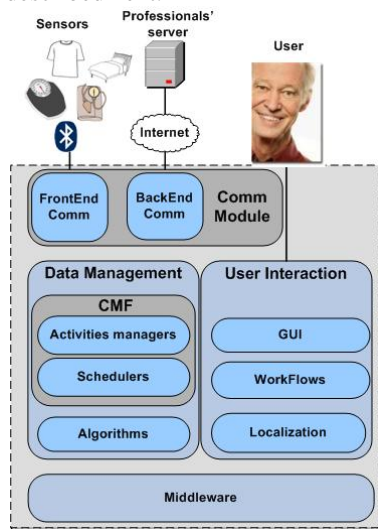 Professionals'
Sensors
server
User
Internet
FrontEnd
Comm
BackEnd
Comm
Comm
Module
Data Management
CMF
Activities managers
Schedulers
Algorithms
User Interaction
GUI
WorkFlows
Localization
Middleware